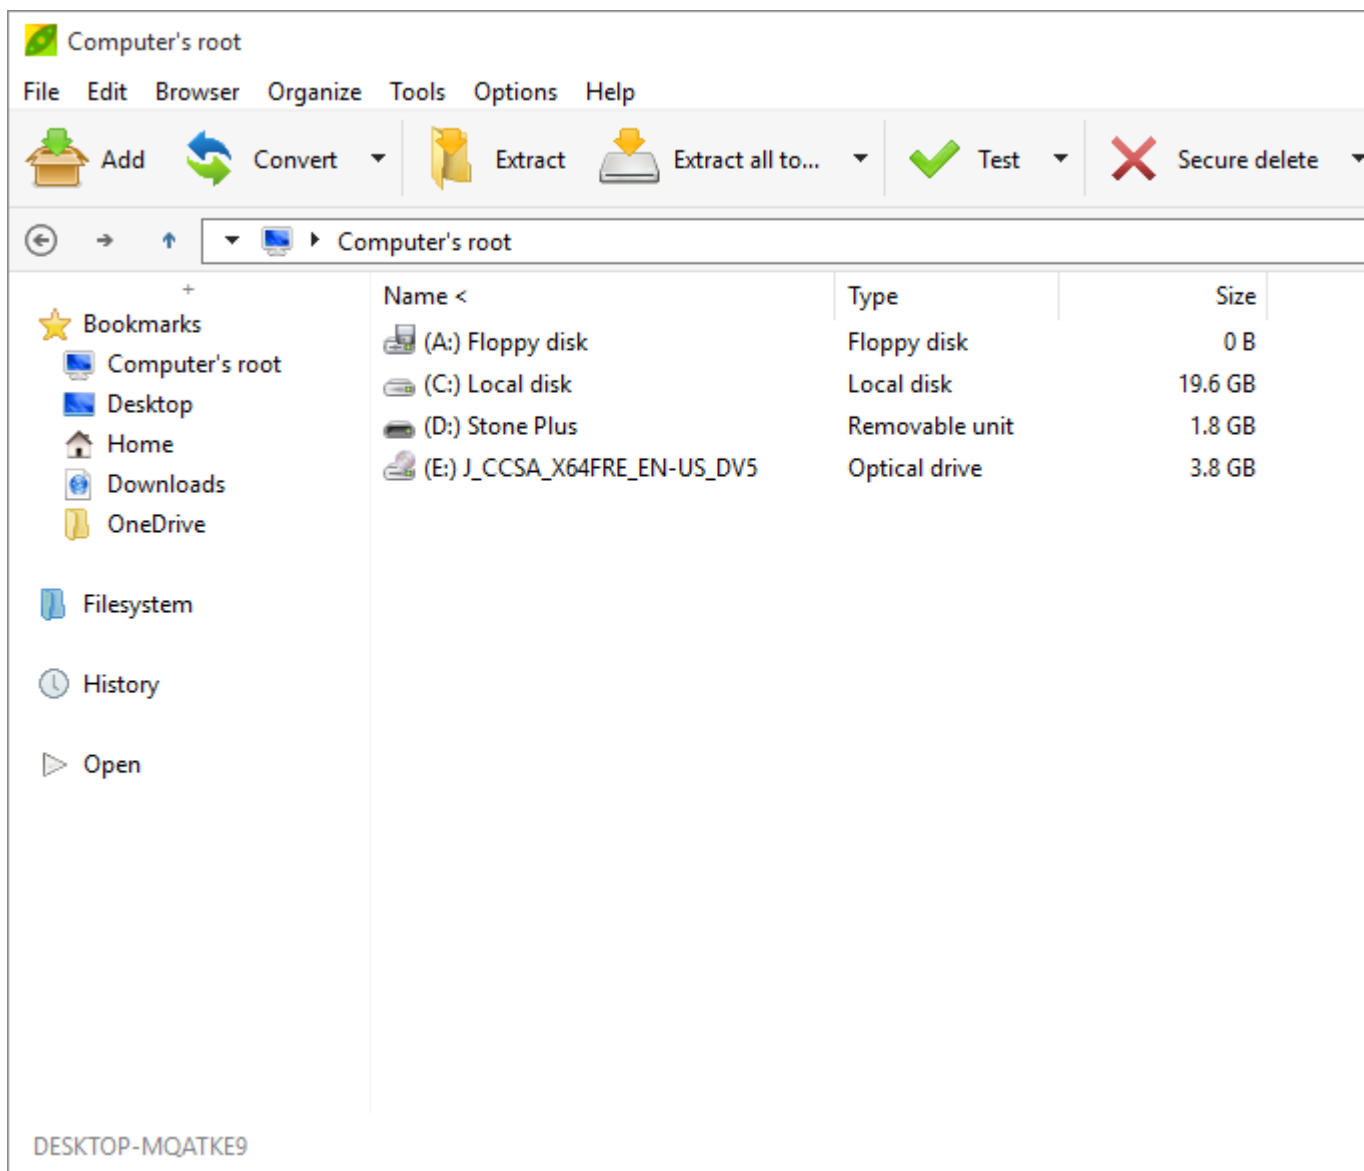 Computer's root
File Edit Browser Organize Tools Options Help
Add Convert Extract Extract all to... Test Secure delete
Computer's root
Name < Type Size
Bookmarks
Computer's root
Desktop
Home
Downloads
OneDrive
Filesystem
History
Open
(A:) Floppy disk Floppy disk 0 B
(C:) Local disk Local disk 19.6 GB
(D:) Stone Plus Removable unit 1.8 GB
(E:) J_CCSA_X64FRE_EN-US_DV5 Optical drive 3.8 GB
DESKTOP-MQATKE9